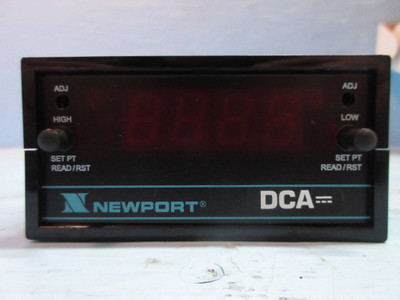 ADJ
HIGH
SET PT
READ/RST
ADJ
LOW
SET PT
READ/RST
N NEWPORT®
DCA⎓